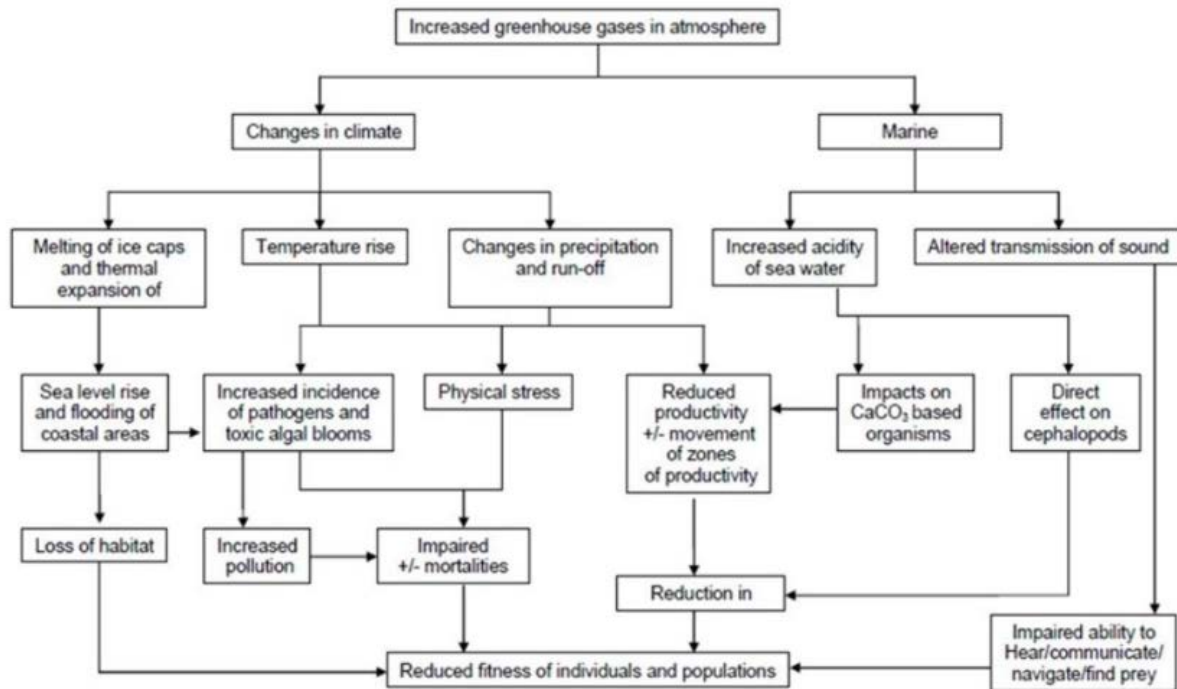 Increased greenhouse gases in atmosphere
Changes in climate
Marine
Melting of ice caps
and thermal
expansion of
Temperature rise
Changes in precipitation
and run-off
Increased acidity
of sea water
Altered transmission of sound
Sea level rise
and flooding of
coastal areas
Increased incidence
of pathogens and
toxic algal blooms
Physical stress
Reduced
productivity
+/- movement
of zones
of productivity
Impacts on
CaCO₃ based
organisms
Direct
effect on
cephalopods
Loss of habitat
Increased
pollution
Impaired
+/- mortalities
Reduction in
Impaired ability to
Hear/communicate/
navigate/find prey
Reduced fitness of individuals and populations